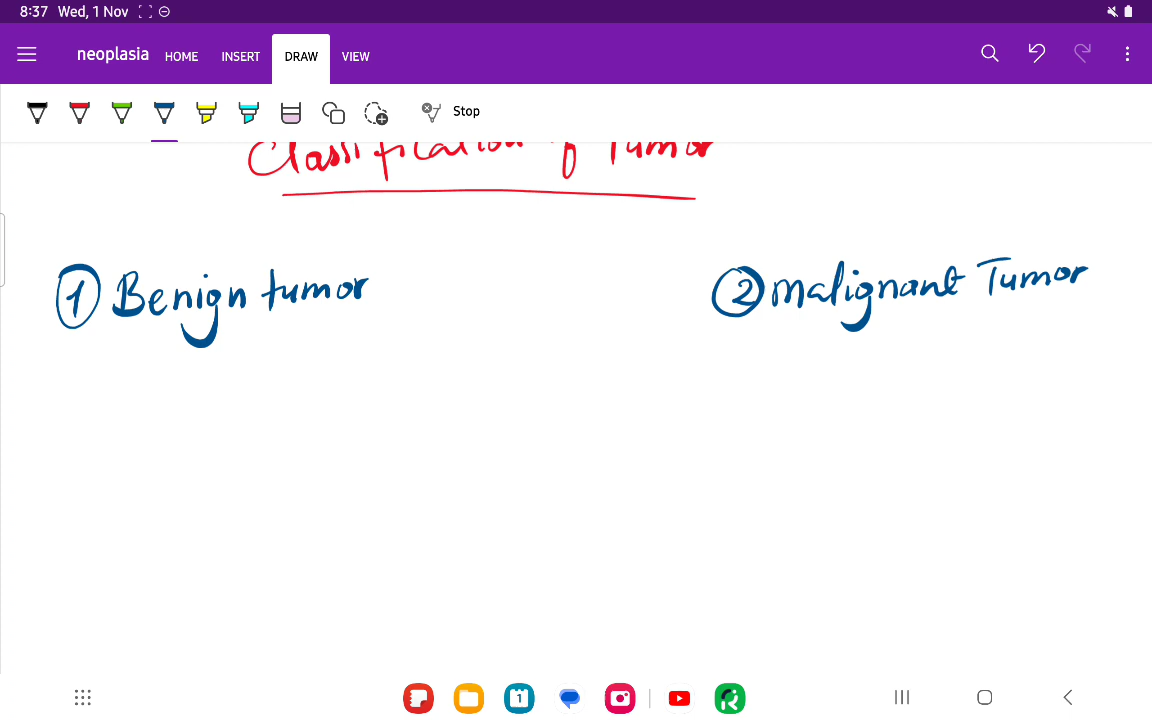 8:37 Wed, 1 Nov
neoplasia HOME INSERT DRAW VIEW
Stop
Classification of Tumor
1 Benign tumor
2 malignant Tumor
1